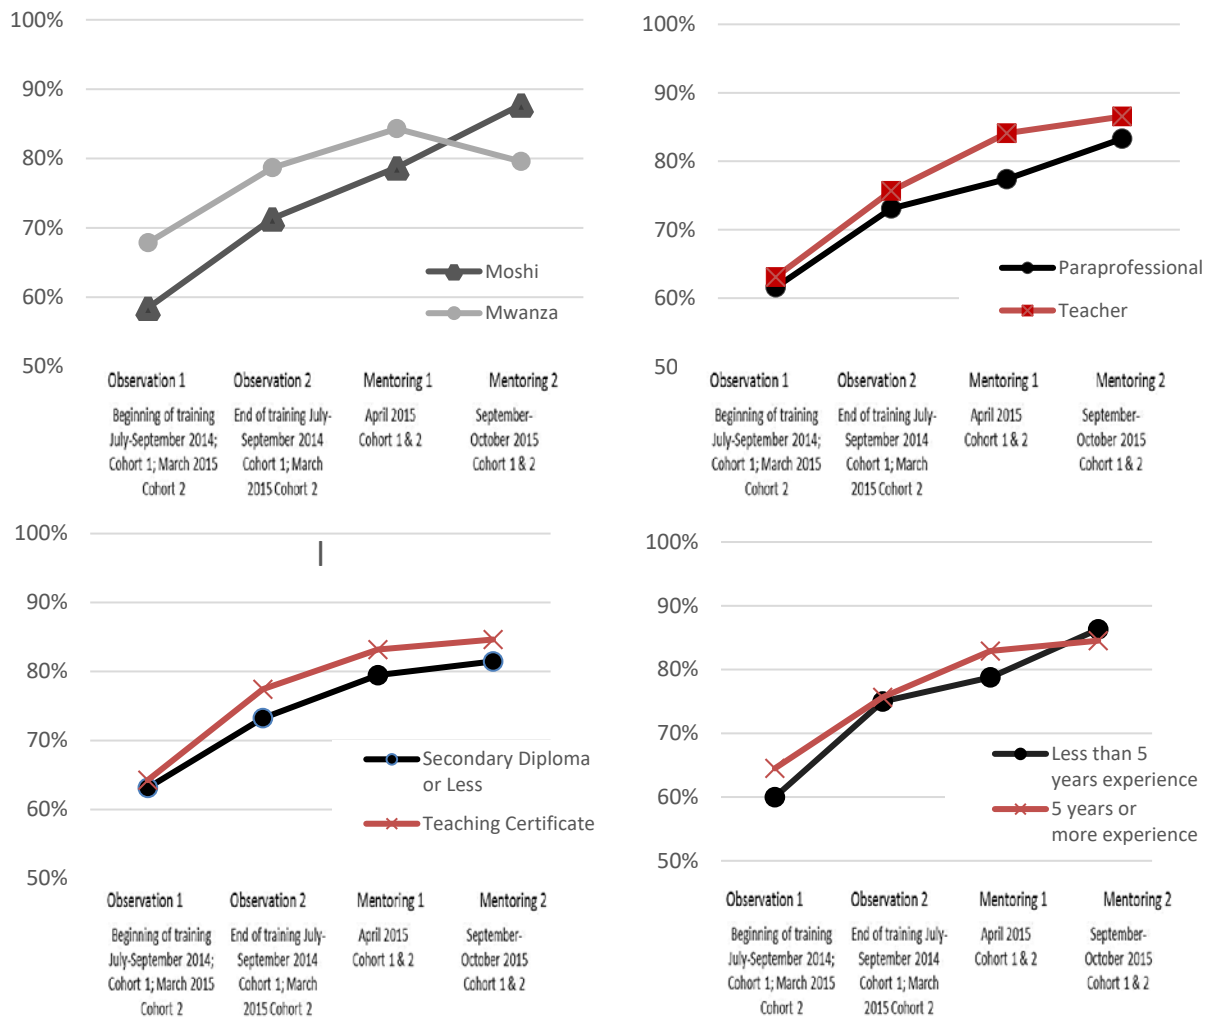 100%
90%
80%
70%
60%
50%
Moshi
Mwanza
Observation 1
Beginning of training
July-September 2014;
Cohort 1; March 2015
Cohort 2
Observation 2
End of training July-
September 2014
Cohort 1; March
2015 Cohort 2
Mentoring 1
April 2015
Cohort 1 & 2
Mentoring 2
September-
October 2015
Cohort 1 & 2
100%
90%
80%
70%
60%
50
Paraprofessional
Teacher
Observation 1
Beginning of training
July-September 2014;
Cohort 1; March 2015
Cohort 2
Observation 2
End of training July-
September 2014
Cohort 1; March
2015 Cohort 2
Mentoring 1
April 2015
Cohort 1 & 2
Mentoring 2
September-
October 2015
Cohort 1 & 2
100%
90%
80%
70%
60%
50%
Secondary Diploma
or Less
Teaching Certificate
Observation 1
Beginning of training
July-September 2014;
Cohort 1; March 2015
Cohort 2
Observation 2
End of training July-
September 2014
Cohort 1; March
2015 Cohort 2
Mentoring 1
April 2015
Cohort 1 & 2
Mentoring 2
September-
October 2015
Cohort 1 & 2
100%
90%
80%
70%
60%
50%
Less than 5
years experience
5 years or
more experience
Observation 1
Beginning of training
July-September 2014;
Cohort 1; March 2015
Cohort 2
Observation 2
End of training July-
September 2014
Cohort 1; March
2015 Cohort 2
Mentoring 1
April 2015
Cohort 1 & 2
Mentoring 2
September-
October 2015
Cohort 1 & 2